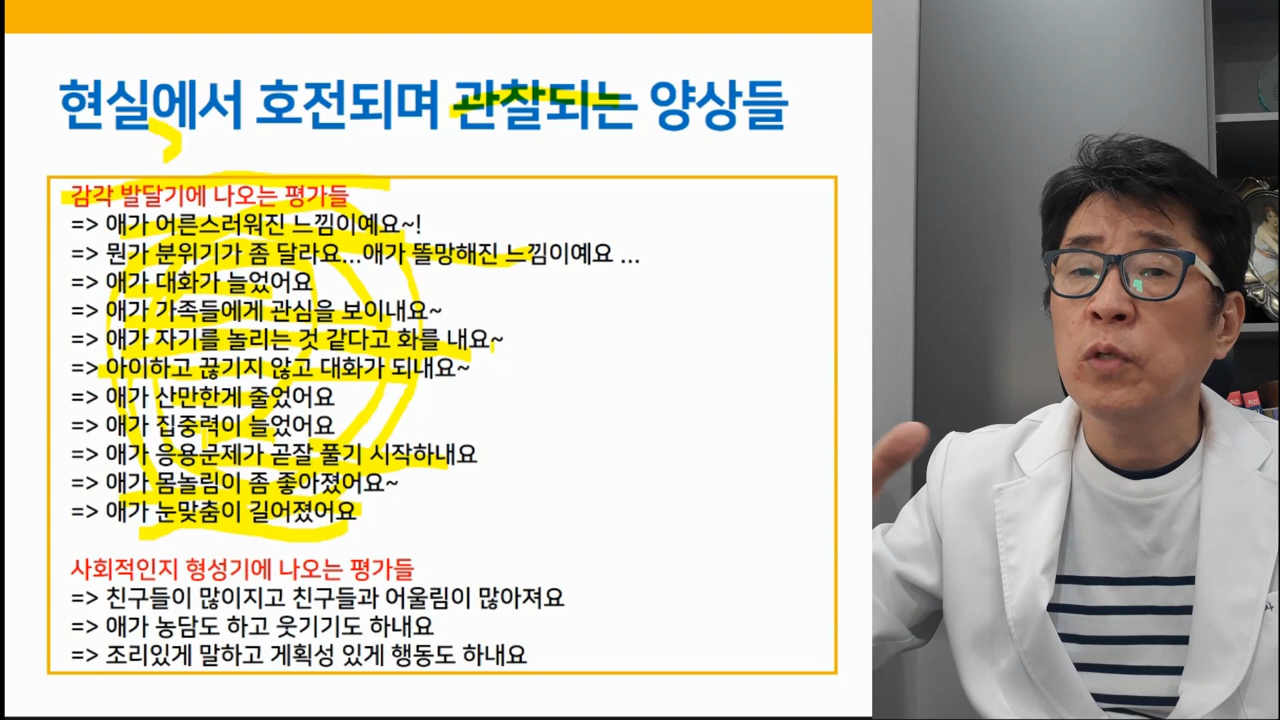 현실에서 호전되며 관찰되는 양상들
감각 발달기에 나오는 평가들
=> 애가 어른스러워진 느낌이예요~!
=> 뭔가 분위기가 좀 달라요...애가 똘망해진 느낌이예요 ...
=> 애가 대화가 늘었어요
=> 애가 가족들에게 관심을 보이내요~
=> 애가 자기를 놀리는 것 같다고 화를 내요~
=> 아이하고 끊기지 않고 대화가 되내요~
=> 애가 산만한게 줄었어요
=> 애가 집중력이 늘었어요
=> 애가 응용문제가 곧잘 풀기 시작하내요
=> 애가 몸놀림이 좀 좋아졌어요~
=> 애가 눈맞춤이 길어졌어요
사회적인지 형성기에 나오는 평가들
=> 친구들이 많이지고 친구들과 어울림이 많아져요
=> 애가 농담도 하고 웃기기도 하내요
=> 조리있게 말하고 계획성 있게 행동도 하내요